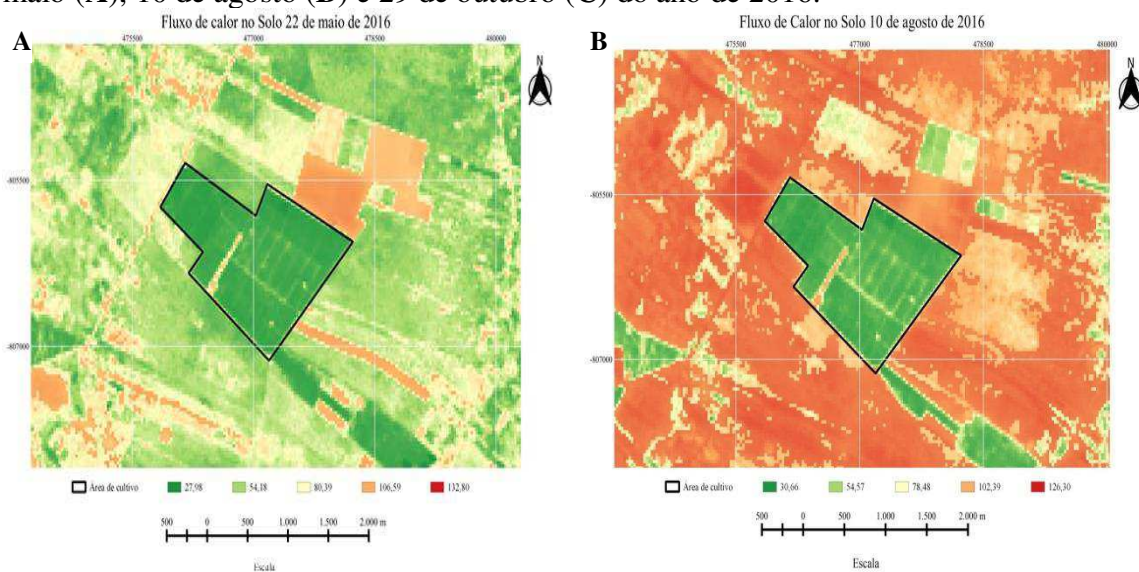 maio (A), 10 de agosto (B) e 29 de outubro (C) do ano de 2016.
Fluxo de calor no Solo 22 de maio de 2016
A
475500 477000 478500 480000
N
-805500
-807000
Área de cultivo 27,98 54,18 80,39 106,59 132,80
500 0 500 1.000 1.500 2.000 m
Escala
Fluxo de Calor no Solo 10 de agosto de 2016
B
475500 477000 478500 480000
N
-805500
-807000
Área de cultivo 30,66 54,57 78,48 102,39 126,30
500 0 500 1.000 1.500 2.000 m
Escala